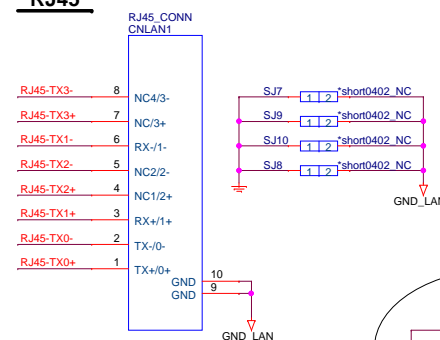 RJ45
RJ45_CONN
CNLAN1
RJ45-TX3- 8 NC4/3-
RJ45-TX3+ 7 NC/3+
RJ45-TX1- 6 RX-/1-
RJ45-TX2- 5 NC2/2-
RJ45-TX2+ 4 NC1/2+
RJ45-TX1+ 3 RX+/1+
RJ45-TX0- 2 TX-/0-
RJ45-TX0+ 1 TX+/0+
GND 10
GND 9
GND_LAN
SJ7 1 2 *short0402_NC
SJ9 1 2 *short0402_NC
SJ10 1 2 *short0402_NC
SJ8 1 2 *short0402_NC
GND_LAN